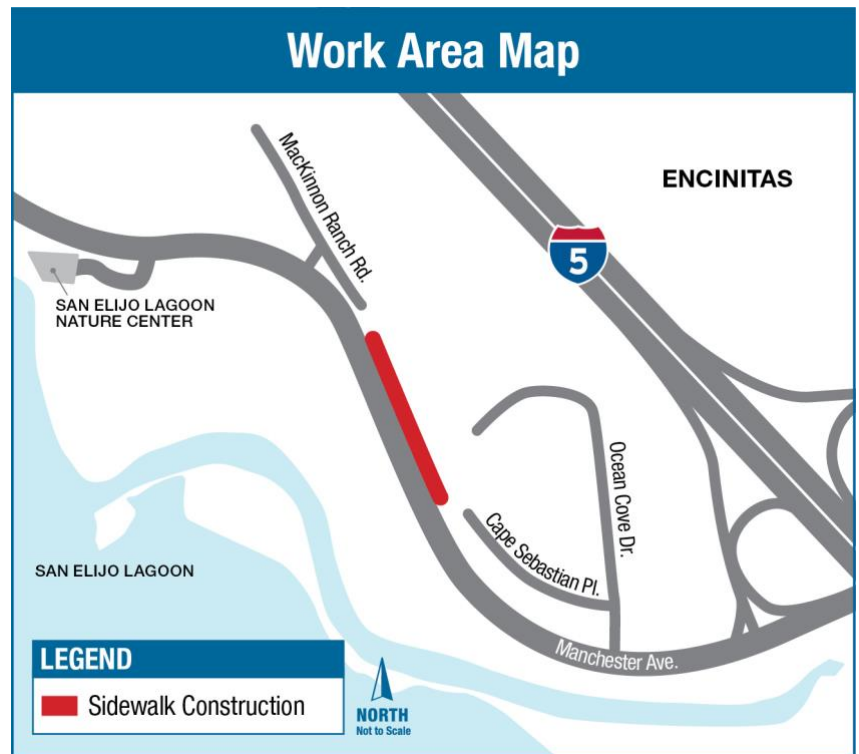 Work Area Map
MacKinnon Ranch Rd.
ENCINITAS
5
SAN ELIJO LAGOON
NATURE CENTER
Ocean Cove Dr.
Cape Sebastian Pl.
SAN ELIJO LAGOON
Manchester Ave.
LEGEND
Sidewalk Construction
NORTH
Not to Scale